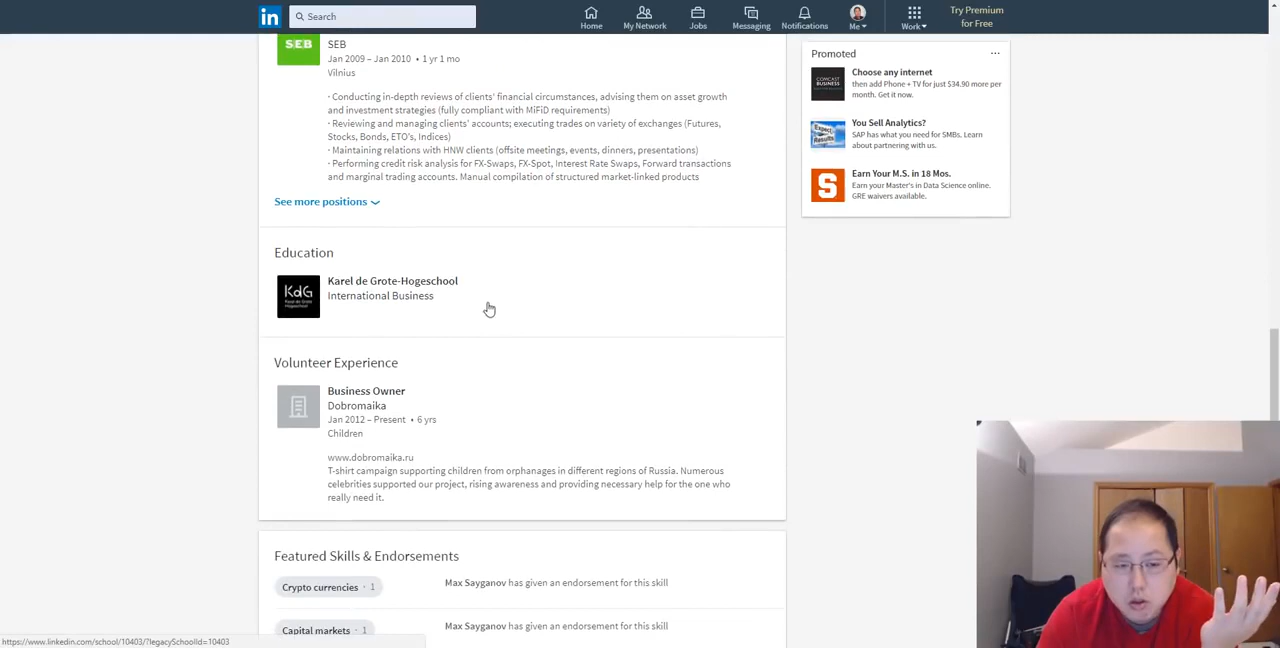 in
Search
Home
My Network
Jobs
Messaging
Notifications
Me
Work
Try Premium
for Free
SEB
SEB
Jan 2009 – Jan 2010 • 1 yr 1 mo
Vilnius
· Conducting in-depth reviews of clients' financial circumstances, advising them on asset growth
and investment strategies (fully compliant with MiFiD requirements)
· Reviewing and managing clients' accounts; executing trades on variety of exchanges (Futures,
Stocks, Bonds, ETO's, Indices)
· Maintaining relations with HNW clients (offsite meetings, events, dinners, presentations)
· Performing credit risk analysis for FX-Swaps, FX-Spot, Interest Rate Swaps, Forward transactions
and marginal trading accounts. Manual compilation of structured market-linked products
See more positions
Education
KdG
Karel de Grote
Hogeschool
Karel de Grote-Hogeschool
International Business
Volunteer Experience
Business Owner
Dobromaika
Jan 2012 – Present • 6 yrs
Children
www.dobromaika.ru
T-shirt campaign supporting children from orphanages in different regions of Russia. Numerous
celebrities supported our project, rising awareness and providing necessary help for the one who
really need it.
Featured Skills & Endorsements
Crypto currencies · 1
Max Sayganov has given an endorsement for this skill
Capital markets · 1
Max Sayganov has given an endorsement for this skill
https://www.linkedin.com/school/10403/?legacySchoolId=10403
Promoted
...
COMCAST
BUSINESS
Choose any internet
then add Phone + TV for just $34.90 more per
month. Get it now.
Expect
Results
You Sell Analytics?
SAP has what you need for SMBs. Learn
about partnering with us.
S
Earn Your M.S. in 18 Mos.
Earn your Master's in Data Science online.
GRE waivers available.